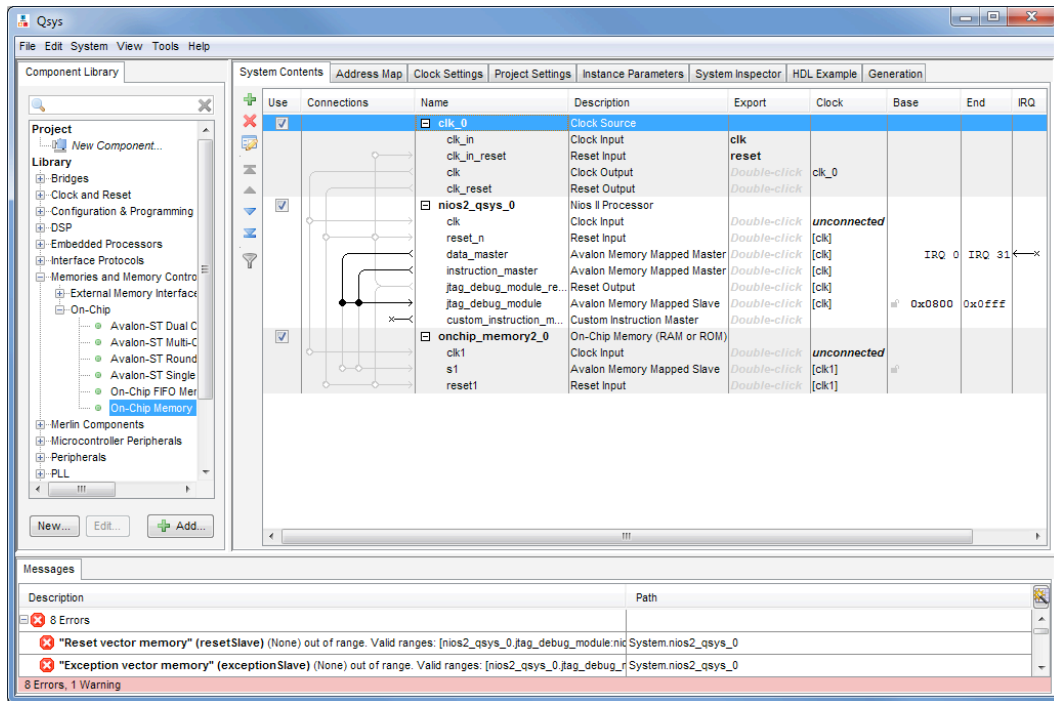 Qsys
File Edit System View Tools Help
Component Library
System Contents Address Map Clock Settings Project Settings Instance Parameters System Inspector HDL Example Generation
Use Connections Name Description Export Clock Base End IRQ
Project
New Component...
Library
Bridges
Clock and Reset
Configuration & Programming
DSP
Embedded Processors
Interface Protocols
Memories and Memory Contro
External Memory Interface
On-Chip
Avalon-ST Dual C
Avalon-ST Multi-C
Avalon-ST Round
Avalon-ST Single
On-Chip FIFO Mer
On-Chip Memory
Merlin Components
Microcontroller Peripherals
Peripherals
PLL
New... Edit... Add...
clk_0 Clock Source
clk_in Clock Input clk
clk_in_reset Reset Input reset
clk Clock Output Double-click clk_0
clk_reset Reset Output Double-click
nios2_qsys_0 Nios II Processor
clk Clock Input Double-click unconnected
reset_n Reset Input Double-click [clk]
data_master Avalon Memory Mapped Master Double-click [clk] IRQ 0 IRQ 31
instruction_master Avalon Memory Mapped Master Double-click [clk]
jtag_debug_module_re... Reset Output Double-click [clk]
jtag_debug_module Avalon Memory Mapped Slave Double-click [clk] 0x0800 0x0fff
custom_instruction_m... Custom Instruction Master Double-click
onchip_memory2_0 On-Chip Memory (RAM or ROM)
clk1 Clock Input Double-click unconnected
s1 Avalon Memory Mapped Slave Double-click [clk1]
reset1 Reset Input Double-click [clk1]
Messages
Description Path
8 Errors
"Reset vector memory" (resetSlave) (None) out of range. Valid ranges: [nios2_qsys_0.jtag_debug_module:nic System.nios2_qsys_0
"Exception vector memory" (exceptionSlave) (None) out of range. Valid ranges: [nios2_qsys_0.jtag_debug_r System.nios2_qsys_0
8 Errors, 1 Warning